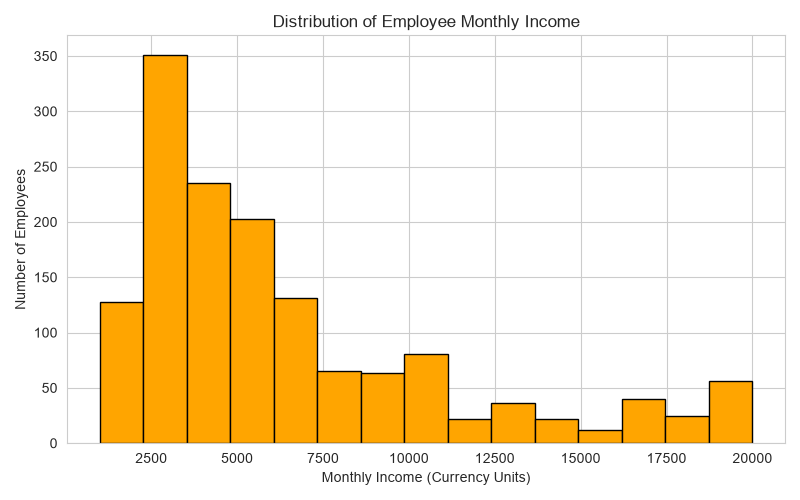 Distribution of Employee Monthly Income
Number of Employees
350
300
250
200
150
100
50
0
2500 5000 7500 10000 12500 15000 17500 20000
Monthly Income (Currency Units)